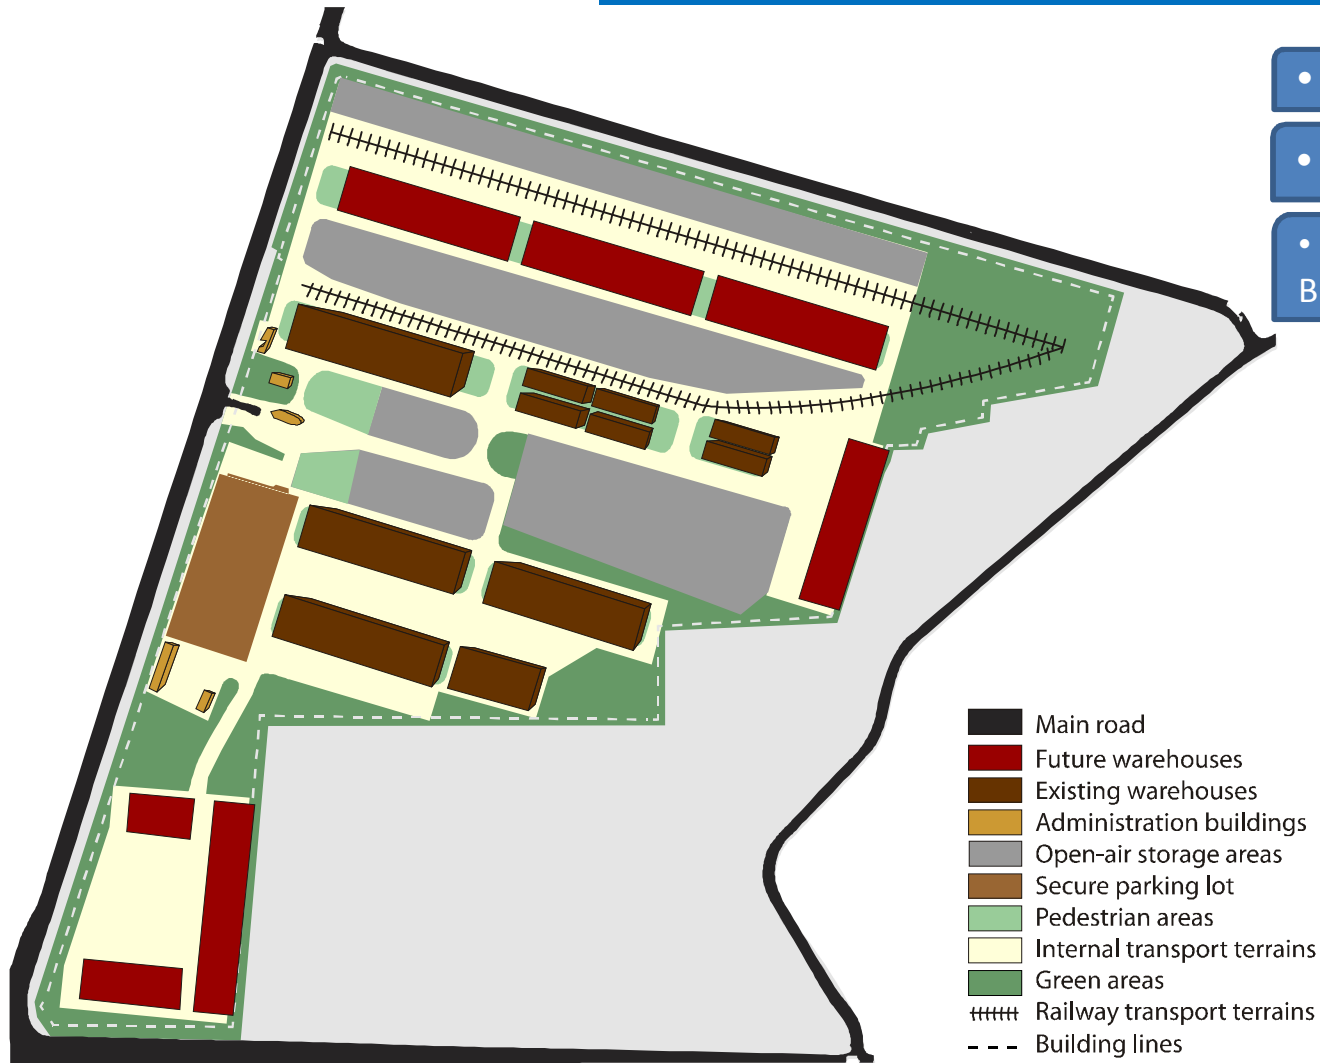 •
•
•
B
Main road
Future warehouses
Existing warehouses
Administration buildings
Open-air storage areas
Secure parking lot
Pedestrian areas
Internal transport terrains
Green areas
Railway transport terrains
Building lines